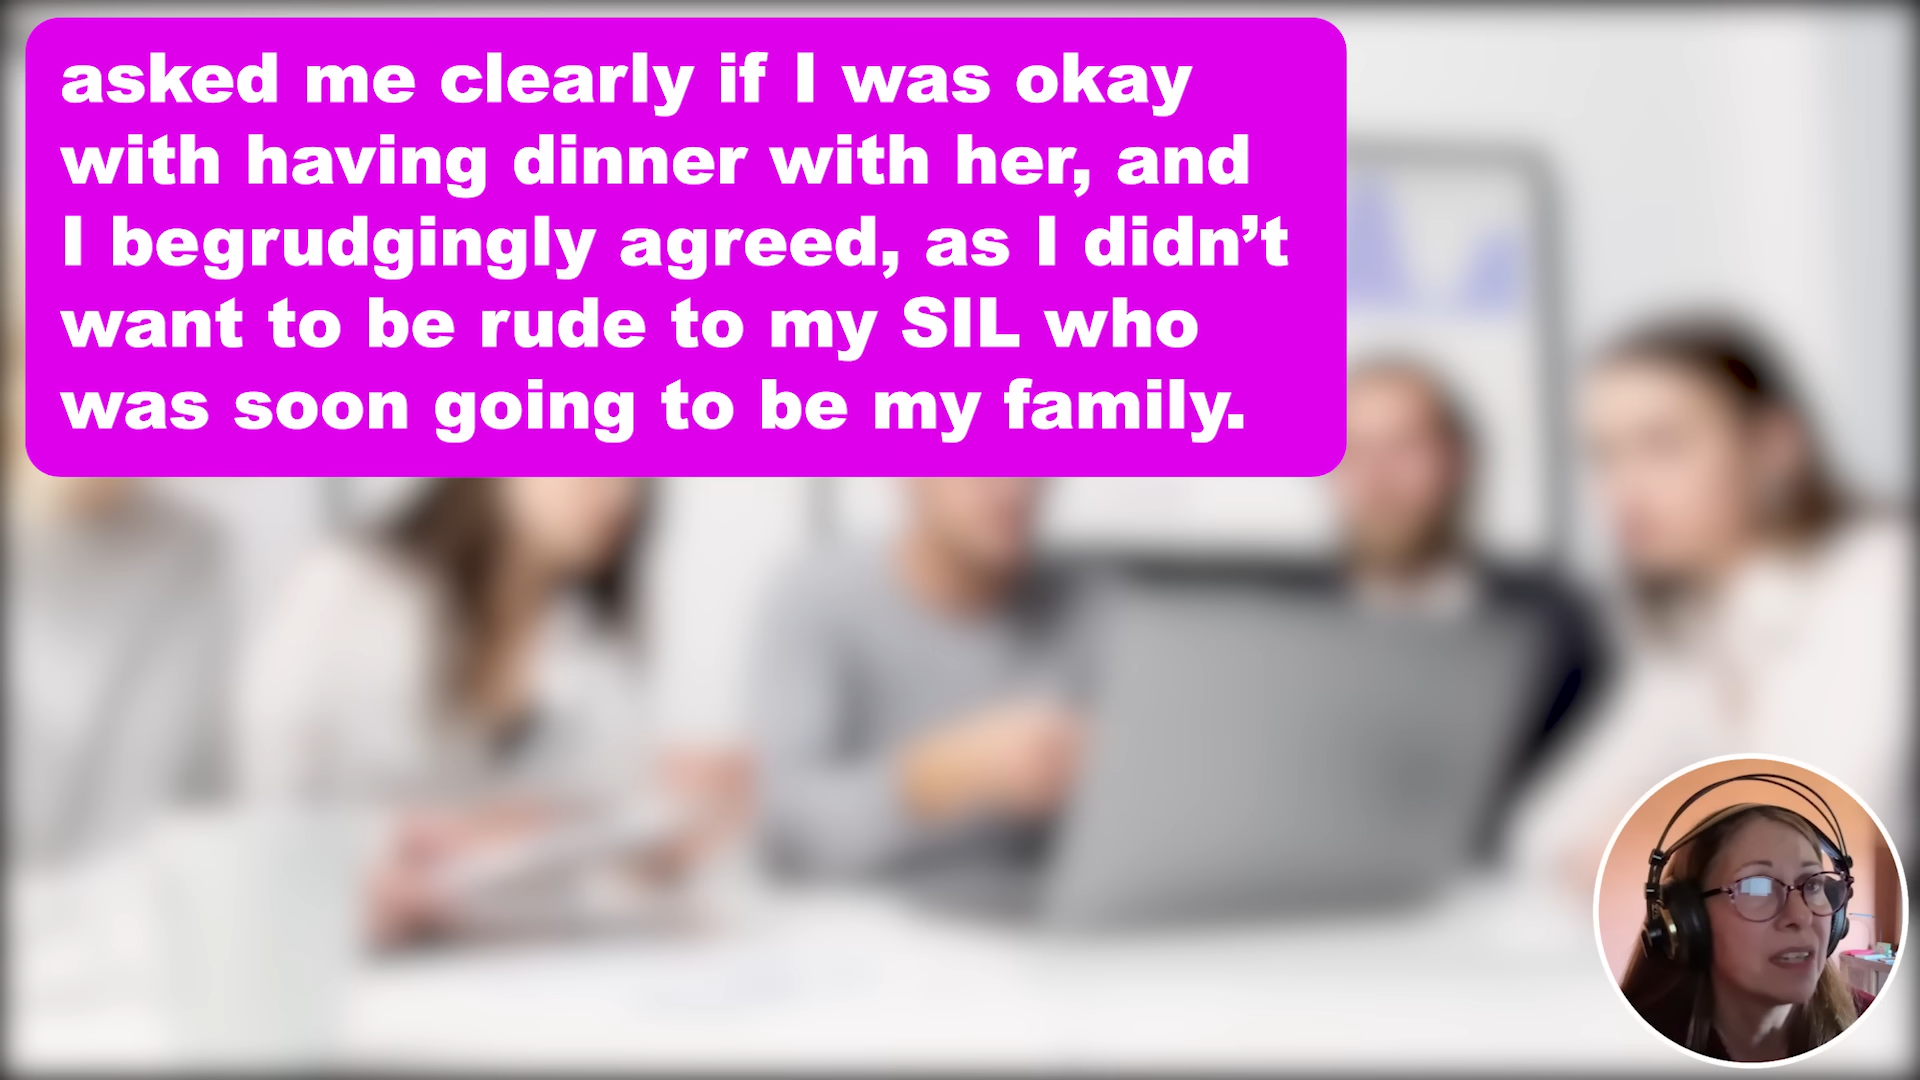 asked me clearly if I was okay
with having dinner with her, and
I begrudgingly agreed, as I didn’t
want to be rude to my SIL who
was soon going to be my family.